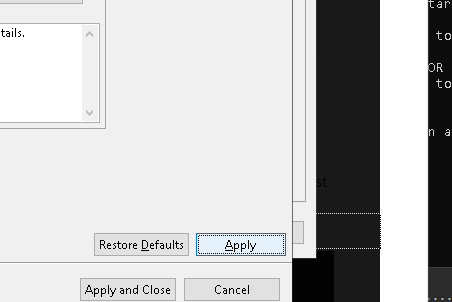 tar
tails.
to
OR
to
n a
st
Restore Defaults
Apply
Apply and Close
Cancel